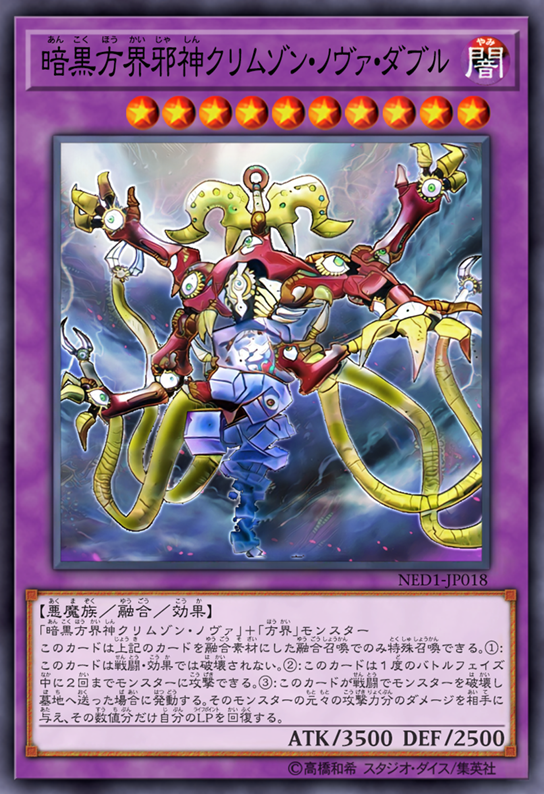 暗黒方界邪神クリムゾン・ノヴァ・ダブル
闇
NED1-JP018
【悪魔族／融合／効果】
「暗黒方界神クリムゾン・ノヴァ」＋「方界」モンスター
このカードは上記のカードを融合素材にした融合召喚でのみ特殊召喚できる。①：
このカードは戦闘・効果では破壊されない。②：このカードは１度のバトルフェイズ
中に２回までモンスターに攻撃できる。③：このカードが戦闘でモンスターを破壊し
墓地へ送った場合に発動する。そのモンスターの元々の攻撃力分のダメージを相手に
与え、その数値分だけ自分のLPを回復する。
ATK/3500 DEF/2500
©高橋和希 スタジオ・ダイス/集英社